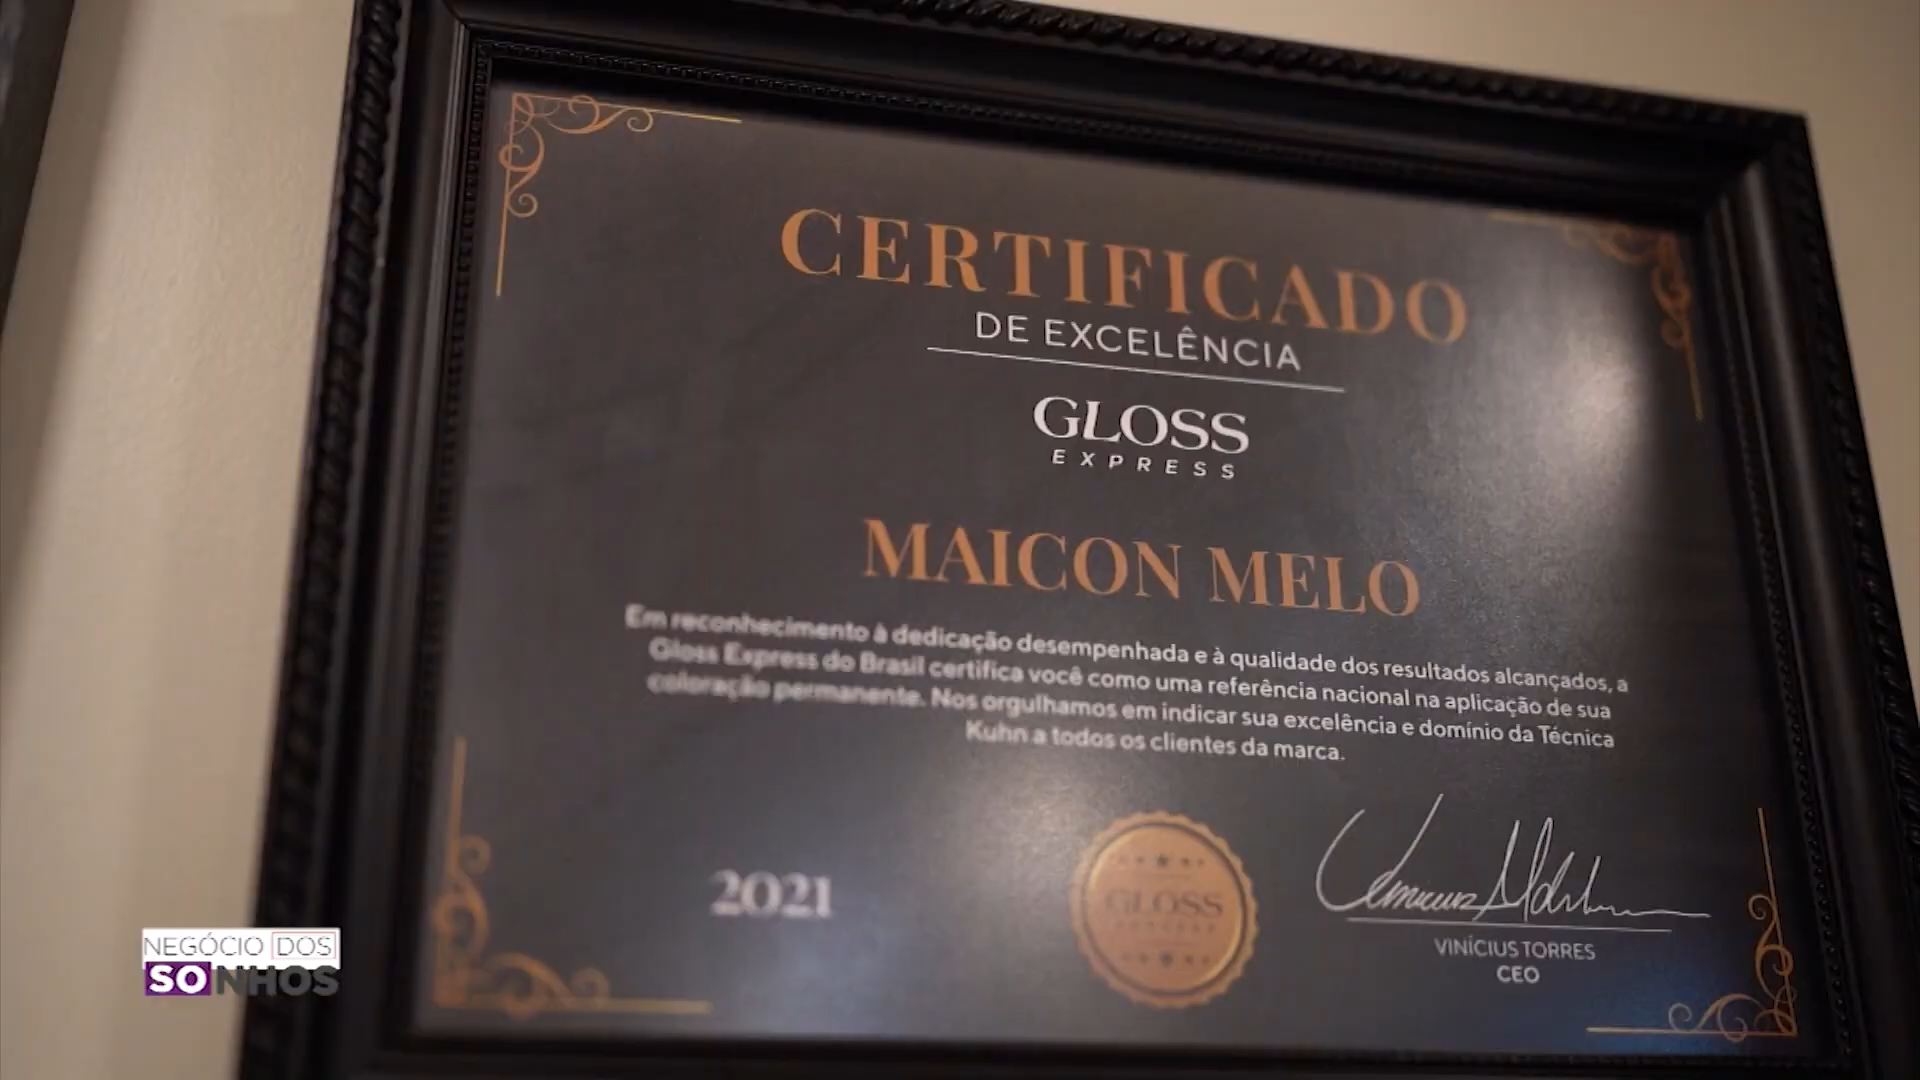 CERTIFICADO
DE EXCELÊNCIA
GLOSS
EXPRESS
MAICON MELO
Em reconhecimento à dedicação desempenhada e à qualidade dos resultados alcançados, a
Gloss Express do Brasil certifica você como uma referência nacional na aplicação de sua
coloração permanente. Nos orgulhamos em indicar sua excelência e domínio da Técnica
Kuhn a todos os clientes da marca.
2021
GLOSS
EXPRESS
VINÍCIUS TORRES
CEO
NEGÓCIO DOS
SONHOS